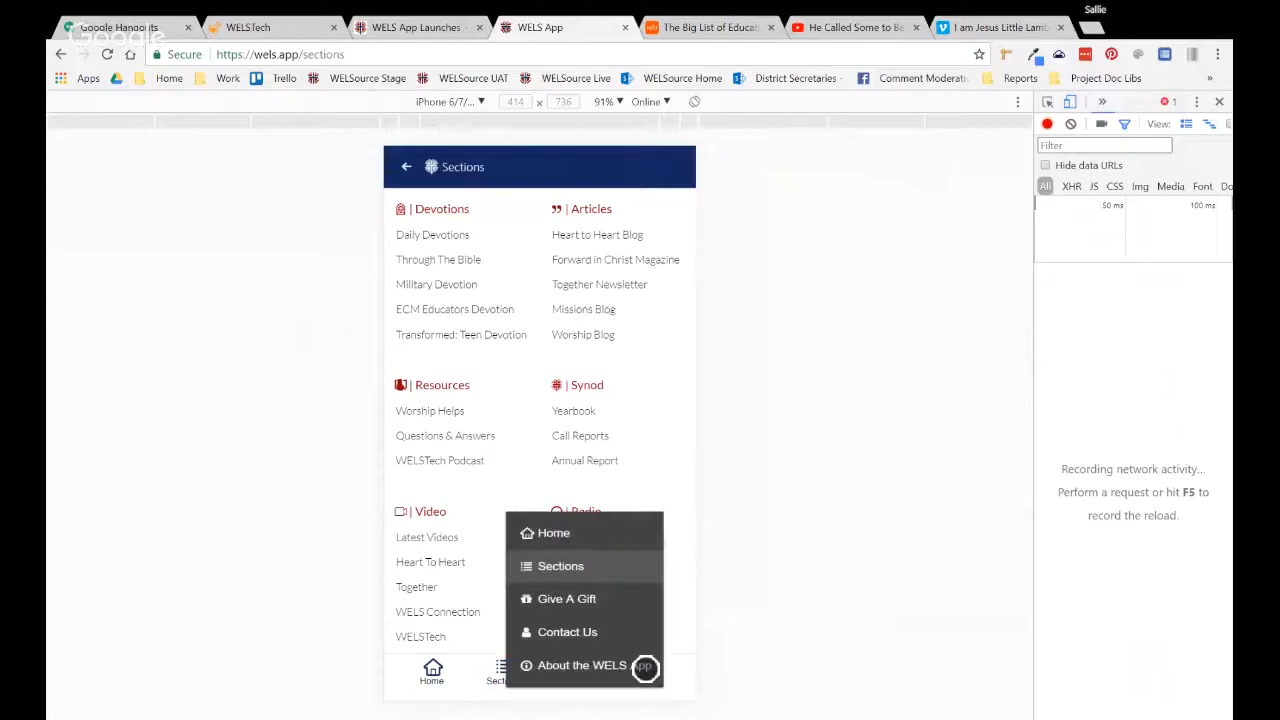 Sallie
Google Hangouts
WELSTech
WELS App Launches -
WELS App
The Big List of Educati
He Called Some to Be
I am Jesus Little Lamb
Google
Secure
https://wels.app/sections
Apps
Home
Work
Trello
WELSource Stage
WELSource UAT
WELSource Live
WELSource Home
District Secretaries -
Comment Moderati
Reports
Project Doc Libs
»
iPhone 6/7/... ▼
414 × 736
91% ▼
Online ▼
1
View:
Filter
Hide data URLs
All XHR JS CSS Img Media Font Do
50 ms
100 ms
Recording network activity...
Perform a request or hit F5 to
record the reload.
Sections
| Devotions
Daily Devotions
Through The Bible
Military Devotion
ECM Educators Devotion
Transformed: Teen Devotion
| Articles
Heart to Heart Blog
Forward in Christ Magazine
Together Newsletter
Missions Blog
Worship Blog
| Resources
Worship Helps
Questions & Answers
WELSTech Podcast
| Synod
Yearbook
Call Reports
Annual Report
| Video
Latest Videos
Heart To Heart
Together
WELS Connection
WELSTech
| Radio
Home
Sections
Give A Gift
Contact Us
About the WELS App
Home
Sect